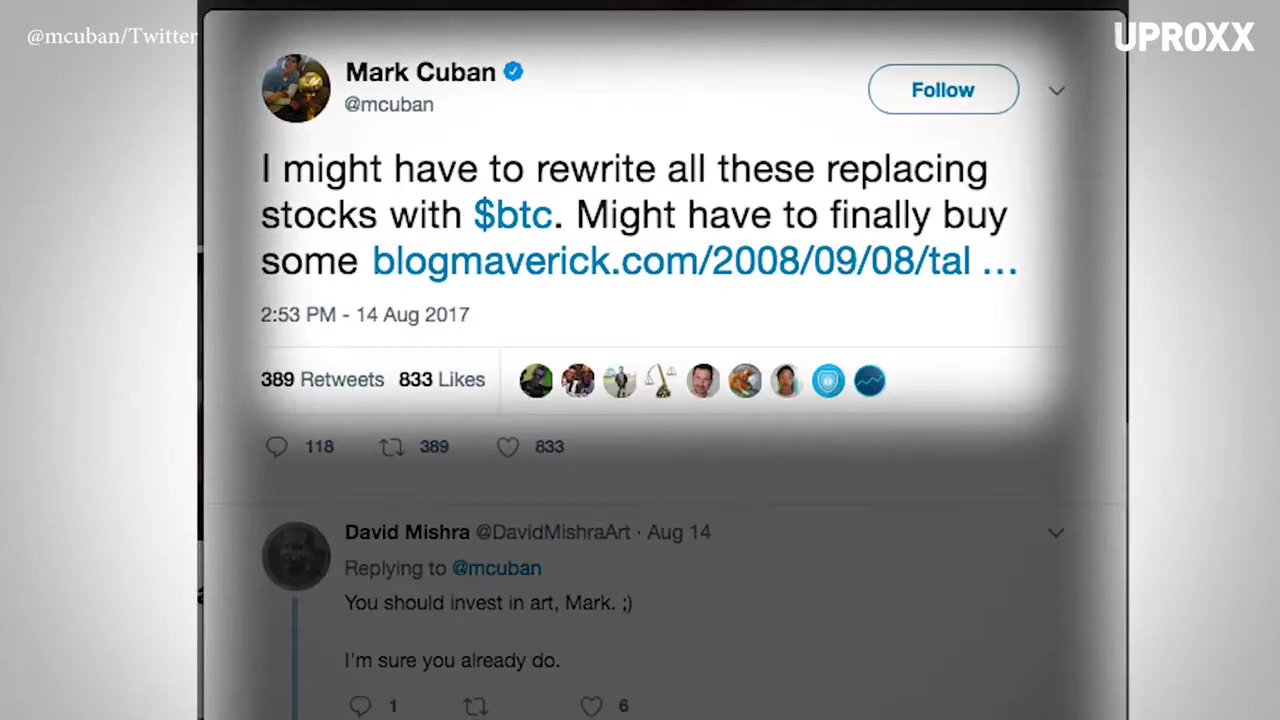 @mcuban/Twitter
UPROXX
Mark Cuban
@mcuban
Follow
I might have to rewrite all these replacing
stocks with $btc. Might have to finally buy
some blogmaverick.com/2008/09/08/tal ...
2:53 PM - 14 Aug 2017
389 Retweets 833 Likes
118 389 833
David Mishra @DavidMishraArt · Aug 14
Replying to @mcuban
You should invest in art, Mark. ;)
I'm sure you already do.
1 6